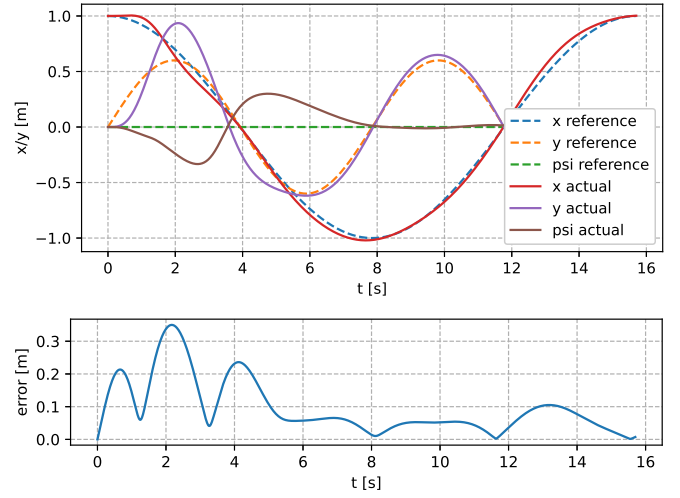 1.0
0.5
0.0
−0.5
−1.0
x/y [m]
x reference
y reference
psi reference
x actual
y actual
psi actual
0 2 4 6 8 10 12 14 16
t [s]
0.3
0.2
0.1
0.0
error [m]
0 2 4 6 8 10 12 14 16
t [s]